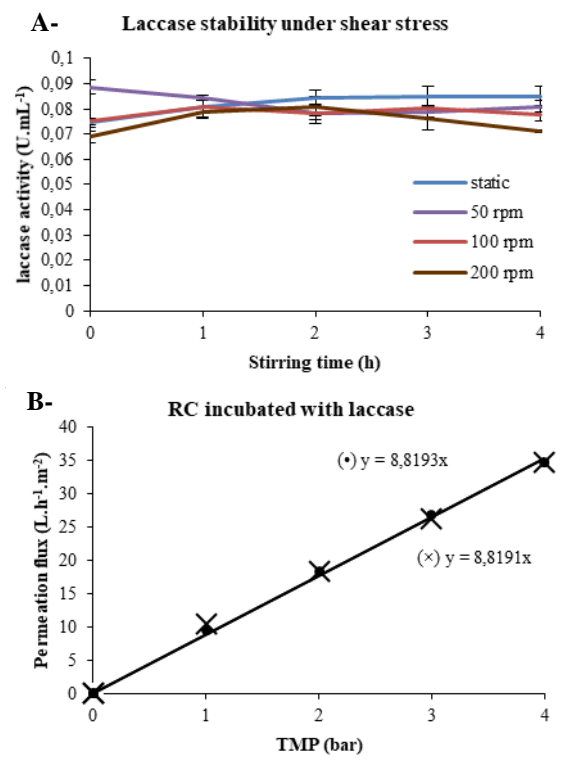 A-
Laccase stability under shear stress
laccase activity (U.mL-1)
0,1
0,09
0,08
0,07
0,06
0,05
0,04
0,03
0,02
0,01
0
static
50 rpm
100 rpm
200 rpm
0 1 2 3 4
Stirring time (h)
B-
RC incubated with laccase
Permeation flux (L.h-1.m-2)
40
35
30
25
20
15
10
5
0
(•) y = 8,8193x
(×) y = 8,8191x
0 1 2 3 4
TMP (bar)